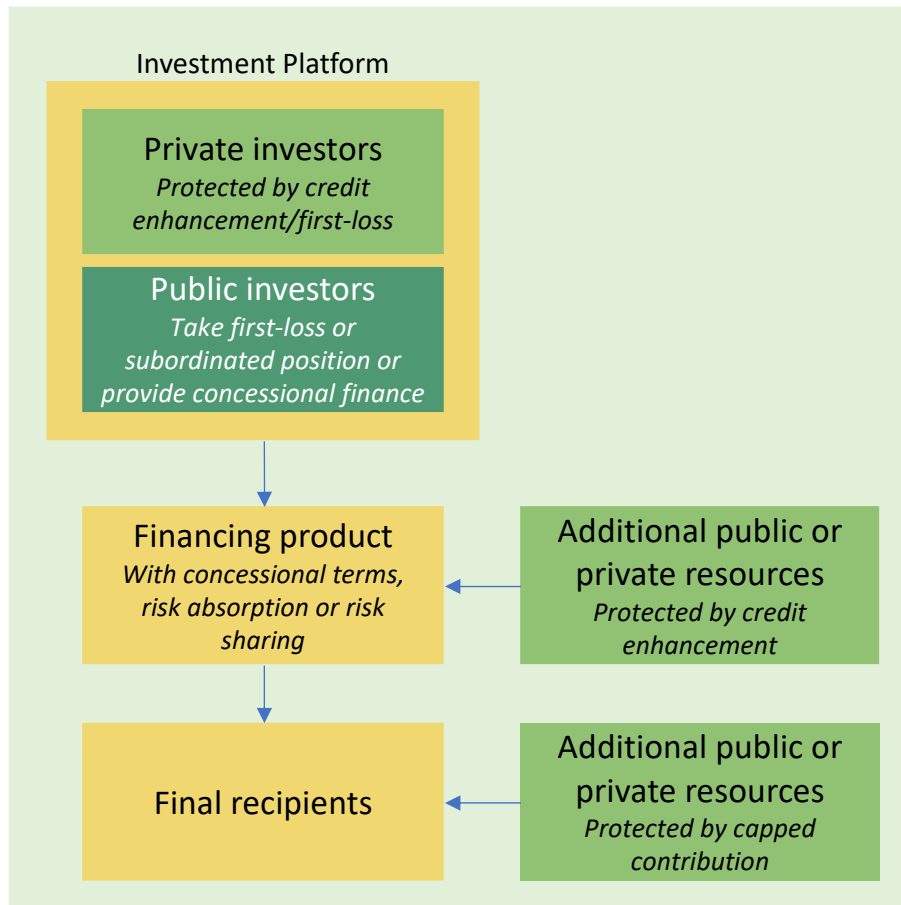 Investment Platform
Private investors
Protected by credit
enhancement/first-loss
Public investors
Take first-loss or
subordinated position or
provide concessional finance
Financing product
With concessional terms,
risk absorption or risk
sharing
Additional public or
private resources
Protected by credit
enhancement
Final recipients
Additional public or
private resources
Protected by capped
contribution